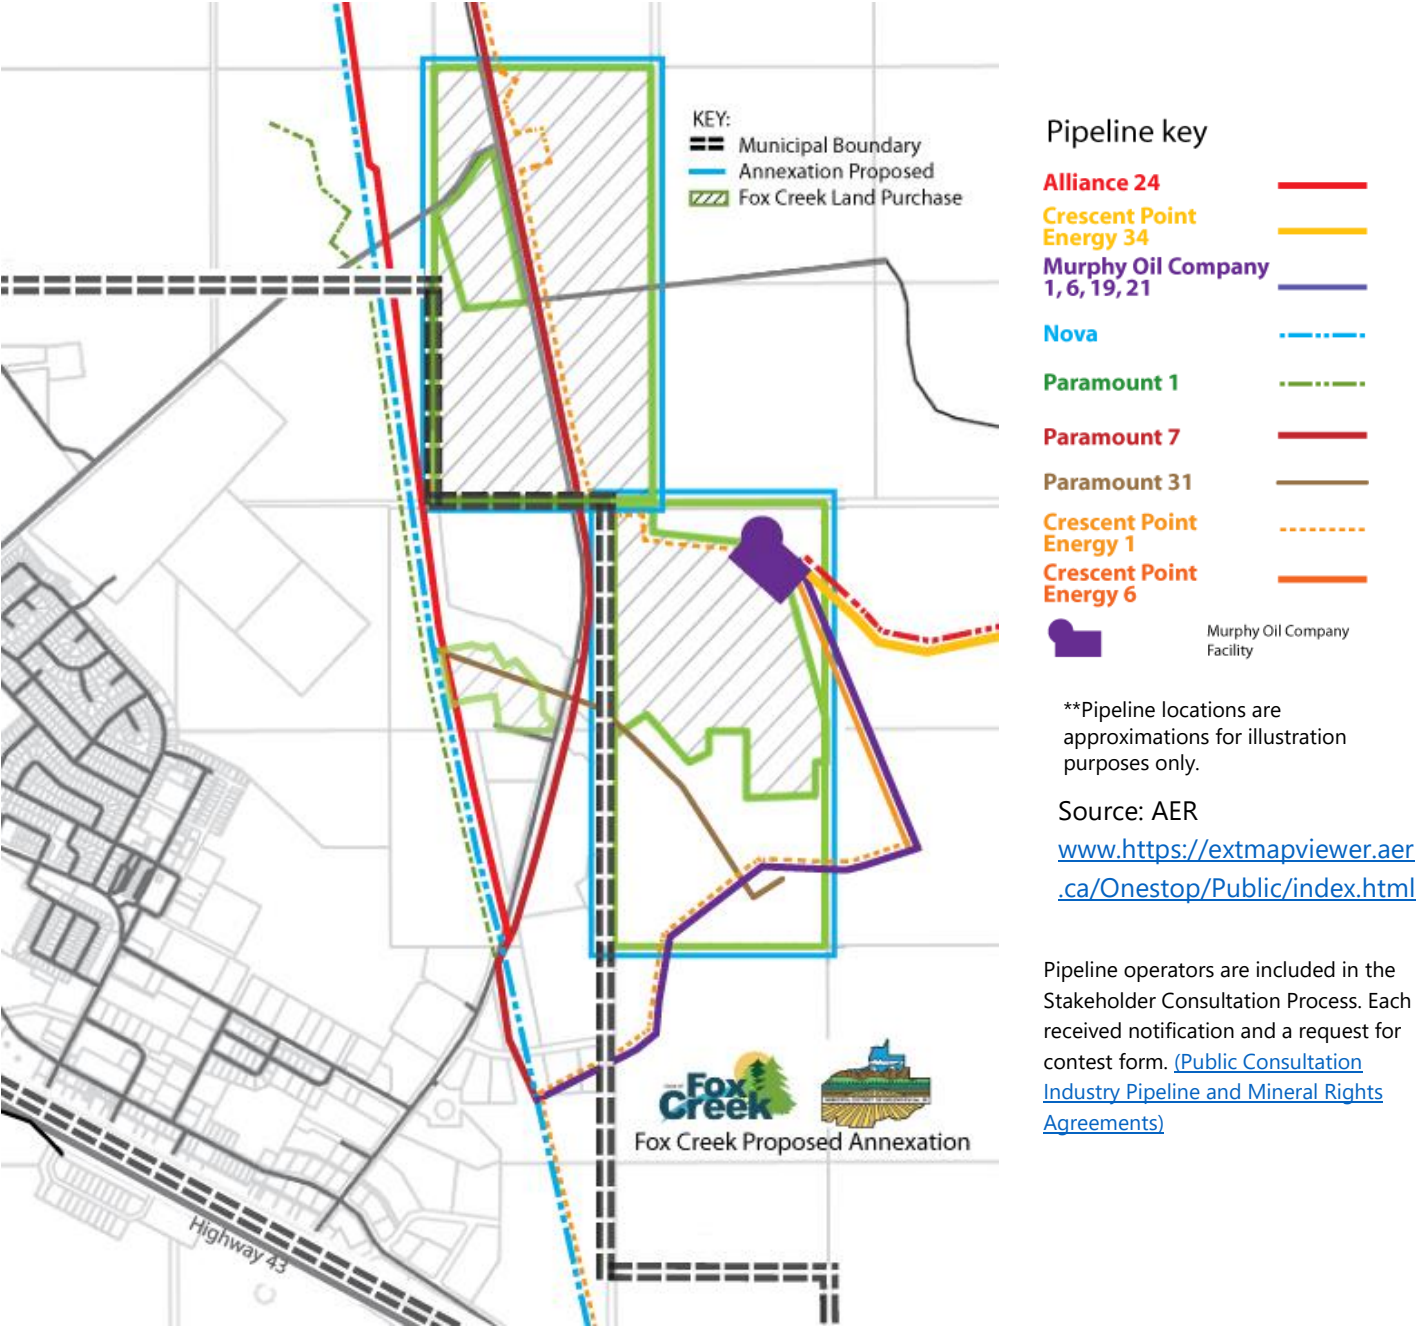 KEY:
Municipal Boundary
Annexation Proposed
Fox Creek Land Purchase
Highway 43
Fox
Creek
Fox Creek Proposed Annexation
Pipeline key
Alliance 24
Crescent Point
Energy 34
Murphy Oil Company
1, 6, 19, 21
Nova
Paramount 1
Paramount 7
Paramount 31
Crescent Point
Energy 1
Crescent Point
Energy 6
Murphy Oil Company
Facility
**Pipeline locations are
approximations for illustration
purposes only.
Source: AER
www.https://extmapviewer.aer
.ca/Onestop/Public/index.html
Pipeline operators are included in the
Stakeholder Consultation Process. Each
received notification and a request for
contest form. (Public Consultation
Industry Pipeline and Mineral Rights
Agreements)